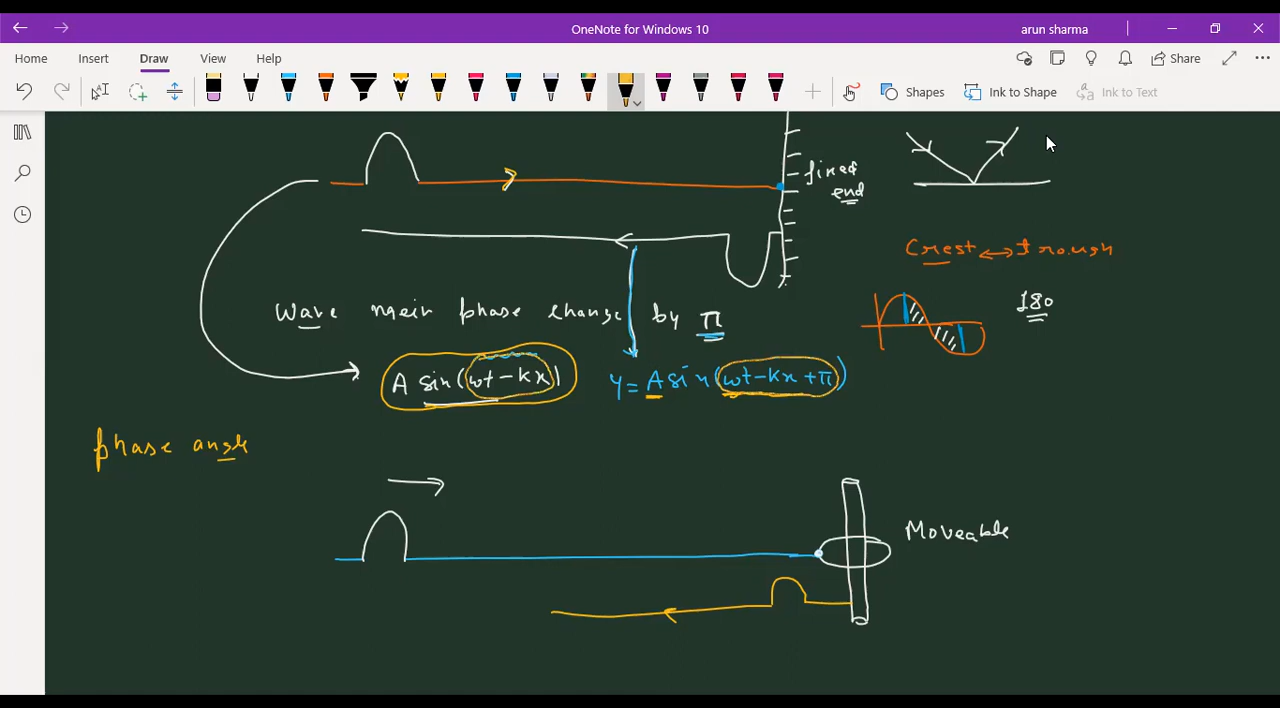 OneNote for Windows 10
arun sharma
Home Insert Draw View Help
Share
Shapes
Ink to Shape
Ink to Text
fixed
end
Crest ↔ Trough
180
Wave phase change by π
A sin(ωt - kx)
y = A sin(ωt - kx + π)
phase angle
Moveable